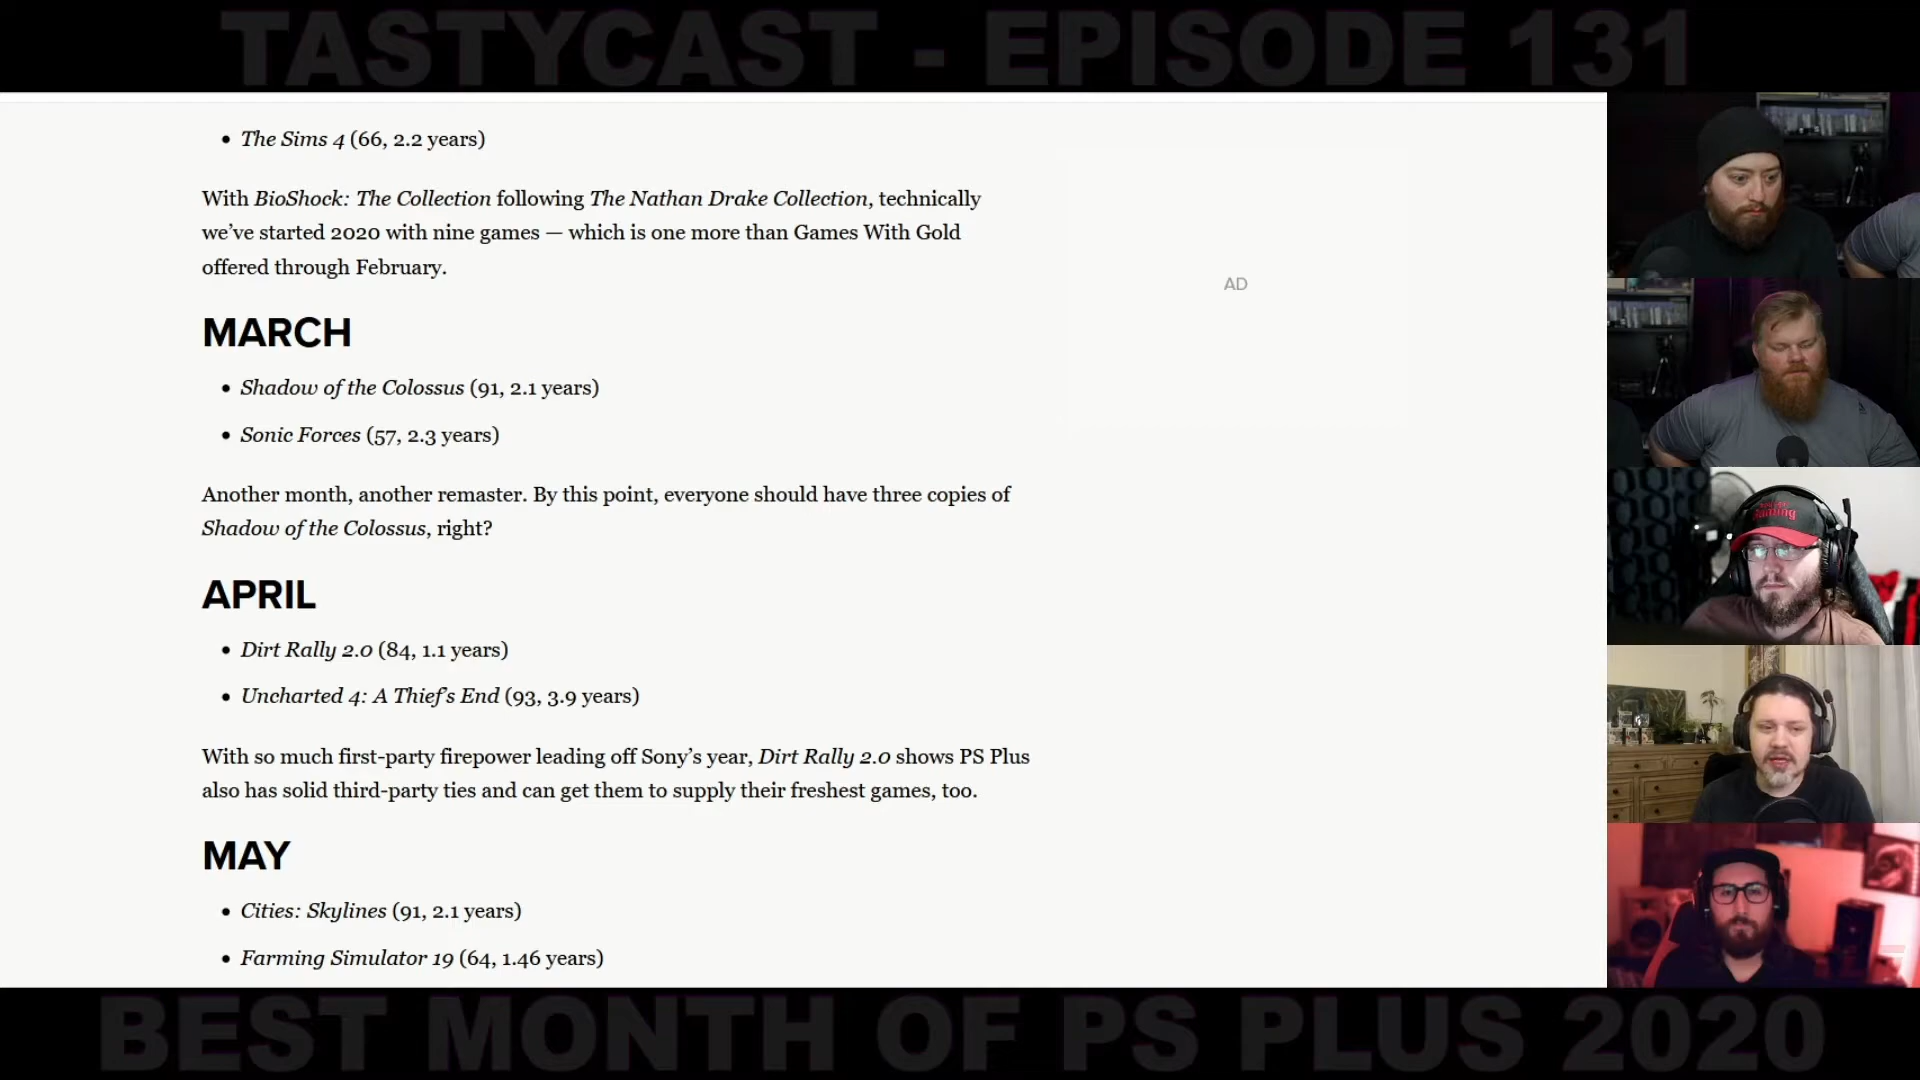 TASTYCAST - EPISODE 131
• The Sims 4 (66, 2.2 years)
With BioShock: The Collection following The Nathan Drake Collection, technically
we’ve started 2020 with nine games — which is one more than Games With Gold
offered through February.
AD
MARCH
• Shadow of the Colossus (91, 2.1 years)
• Sonic Forces (57, 2.3 years)
Another month, another remaster. By this point, everyone should have three copies of
Shadow of the Colossus, right?
APRIL
• Dirt Rally 2.0 (84, 1.1 years)
• Uncharted 4: A Thief’s End (93, 3.9 years)
With so much first-party firepower leading off Sony’s year, Dirt Rally 2.0 shows PS Plus
also has solid third-party ties and can get them to supply their freshest games, too.
MAY
• Cities: Skylines (91, 2.1 years)
• Farming Simulator 19 (64, 1.46 years)
BEST MONTH OF PS PLUS 2020